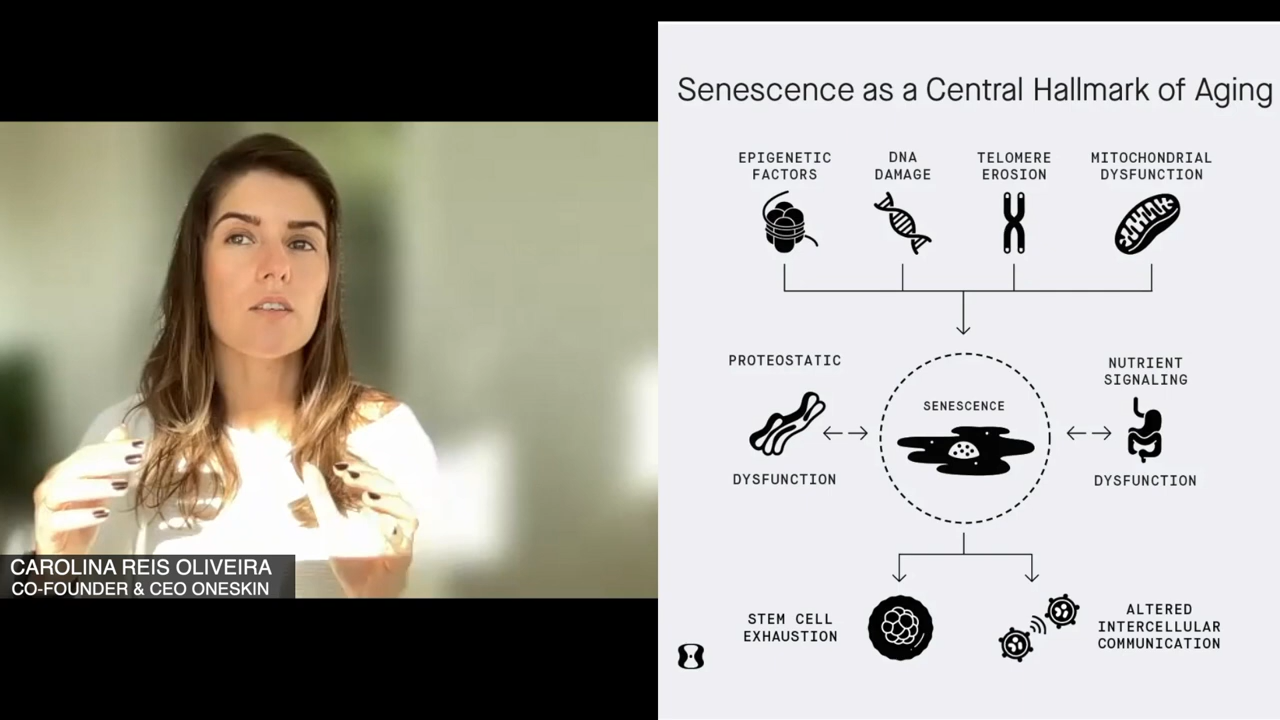 Senescence as a Central Hallmark of Aging
EPIGENETIC
FACTORS
DNA
DAMAGE
TELOMERE
EROSION
MITOCHONDRIAL
DYSFUNCTION
PROTEOSTATIC
DYSFUNCTION
SENESCENCE
NUTRIENT
SIGNALING
DYSFUNCTION
STEM CELL
EXHAUSTION
ALTERED
INTERCELLULAR
COMMUNICATION
CAROLINA REIS OLIVEIRA
CO-FOUNDER & CEO ONESKIN